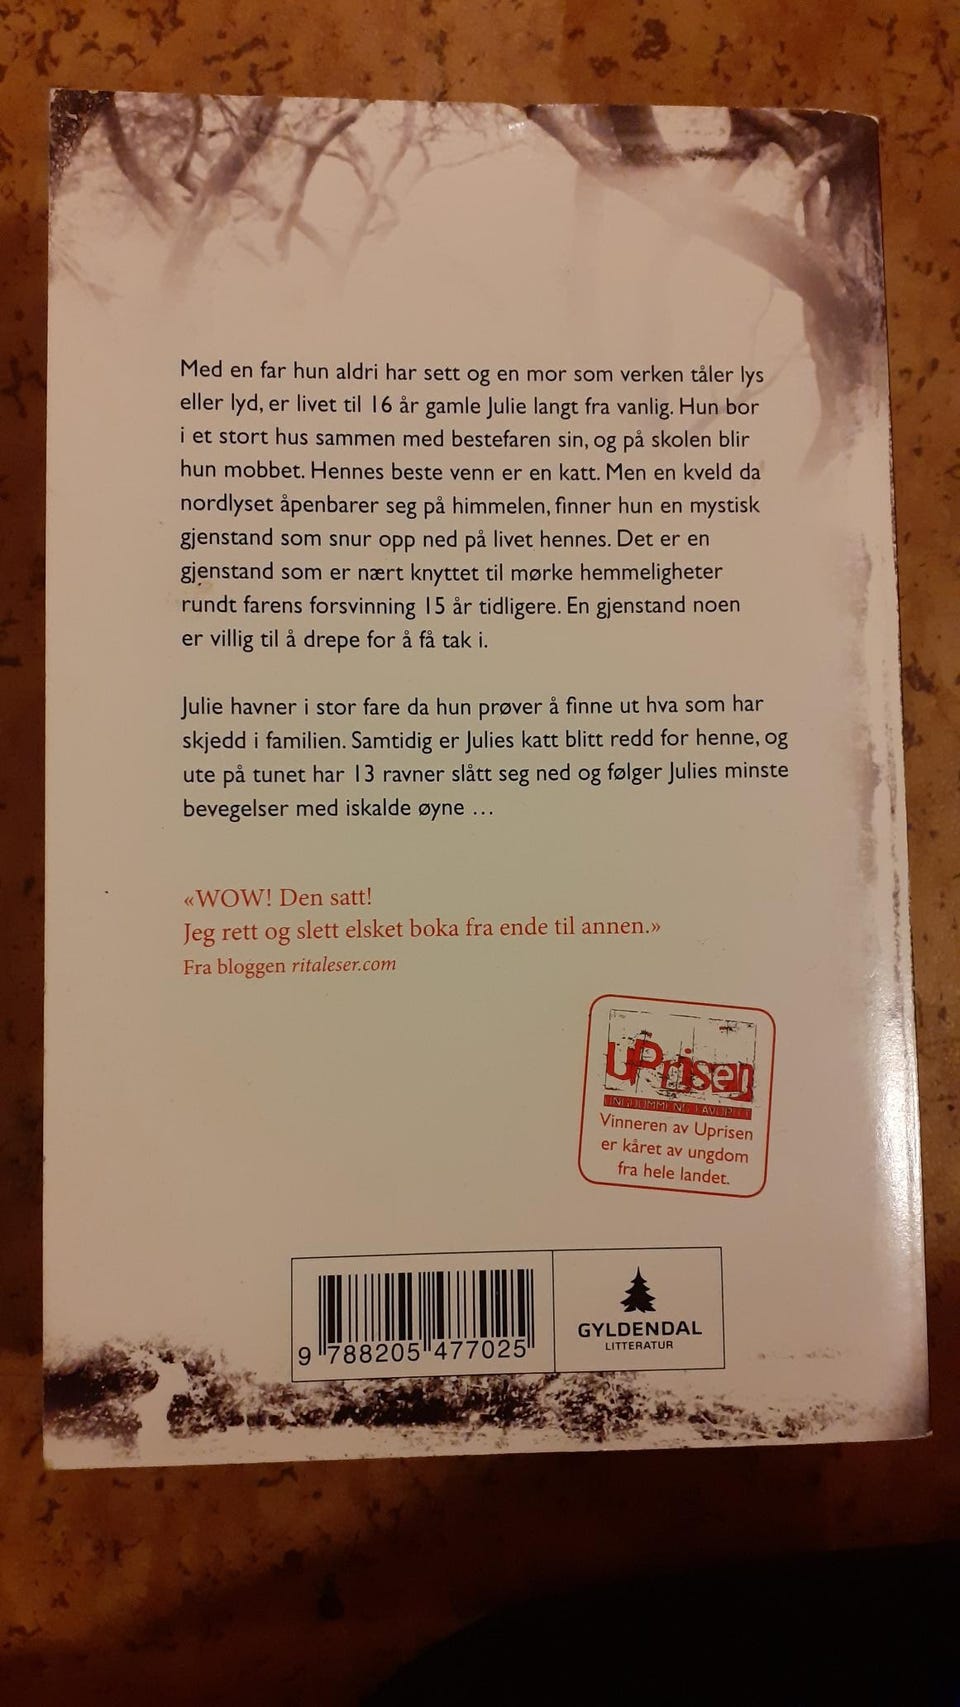 Med en far hun aldri har sett og en mor som verken tåler lys
eller lyd, er livet til 16 år gamle Julie langt fra vanlig. Hun bor
i et stort hus sammen med bestefaren sin, og på skolen blir
hun mobbet. Hennes beste venn er en katt. Men en kveld da
nordlyset åpenbarer seg på himmelen, finner hun en mystisk
gjenstand som snur opp ned på livet hennes. Det er en
gjenstand som er nært knyttet til mørke hemmeligheter
rundt farens forsvinning 15 år tidligere. En gjenstand noen
er villig til å drepe for å få tak i.
Julie havner i stor fare da hun prøver å finne ut hva som har
skjedd i familien. Samtidig er Julies katt blitt redd for henne, og
ute på tunet har 13 ravner slått seg ned og følger Julies minste
bevegelser med iskalde øyne …
«WOW! Den satt!
Jeg rett og slett elsket boka fra ende til annen.»
Fra bloggen ritaleser.com
uPrisen
Vinneren av Uprisen
er kåret av ungdom
fra hele landet.
9 788205 477025
GYLDENDAL
LITTERATUR